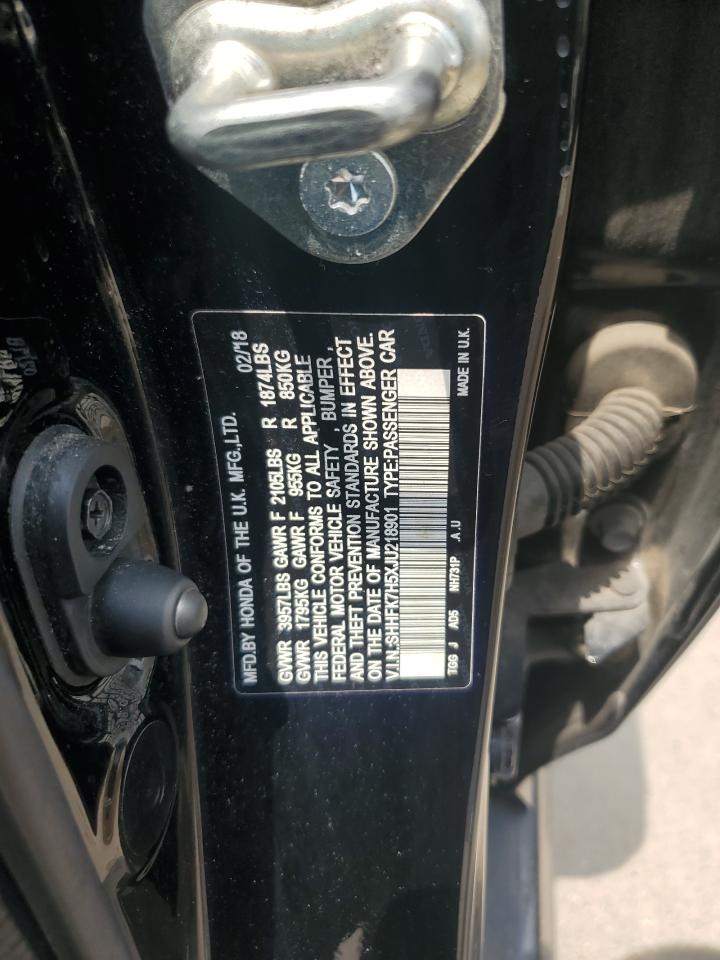 MFD.BY HONDA OF THE U.K. MFG.,LTD. 02/18
GVWR 3957LBS GAWR F 2105LBS R 1874LBS
GVWR 1795KG GAWR F 955KG R 850KG
THIS VEHICLE CONFORMS TO ALL APPLICABLE
FEDERAL MOTOR VEHICLE SAFETY , BUMPER ,
AND THEFT PREVENTION STANDARDS IN EFFECT
ON THE DATE OF MANUFACTURE SHOWN ABOVE.
V.I.N.:SHHFK7H5XJU218901 TYPE:PASSENGER CAR
TGG J AD5 NH731P A.U MADE IN U.K.